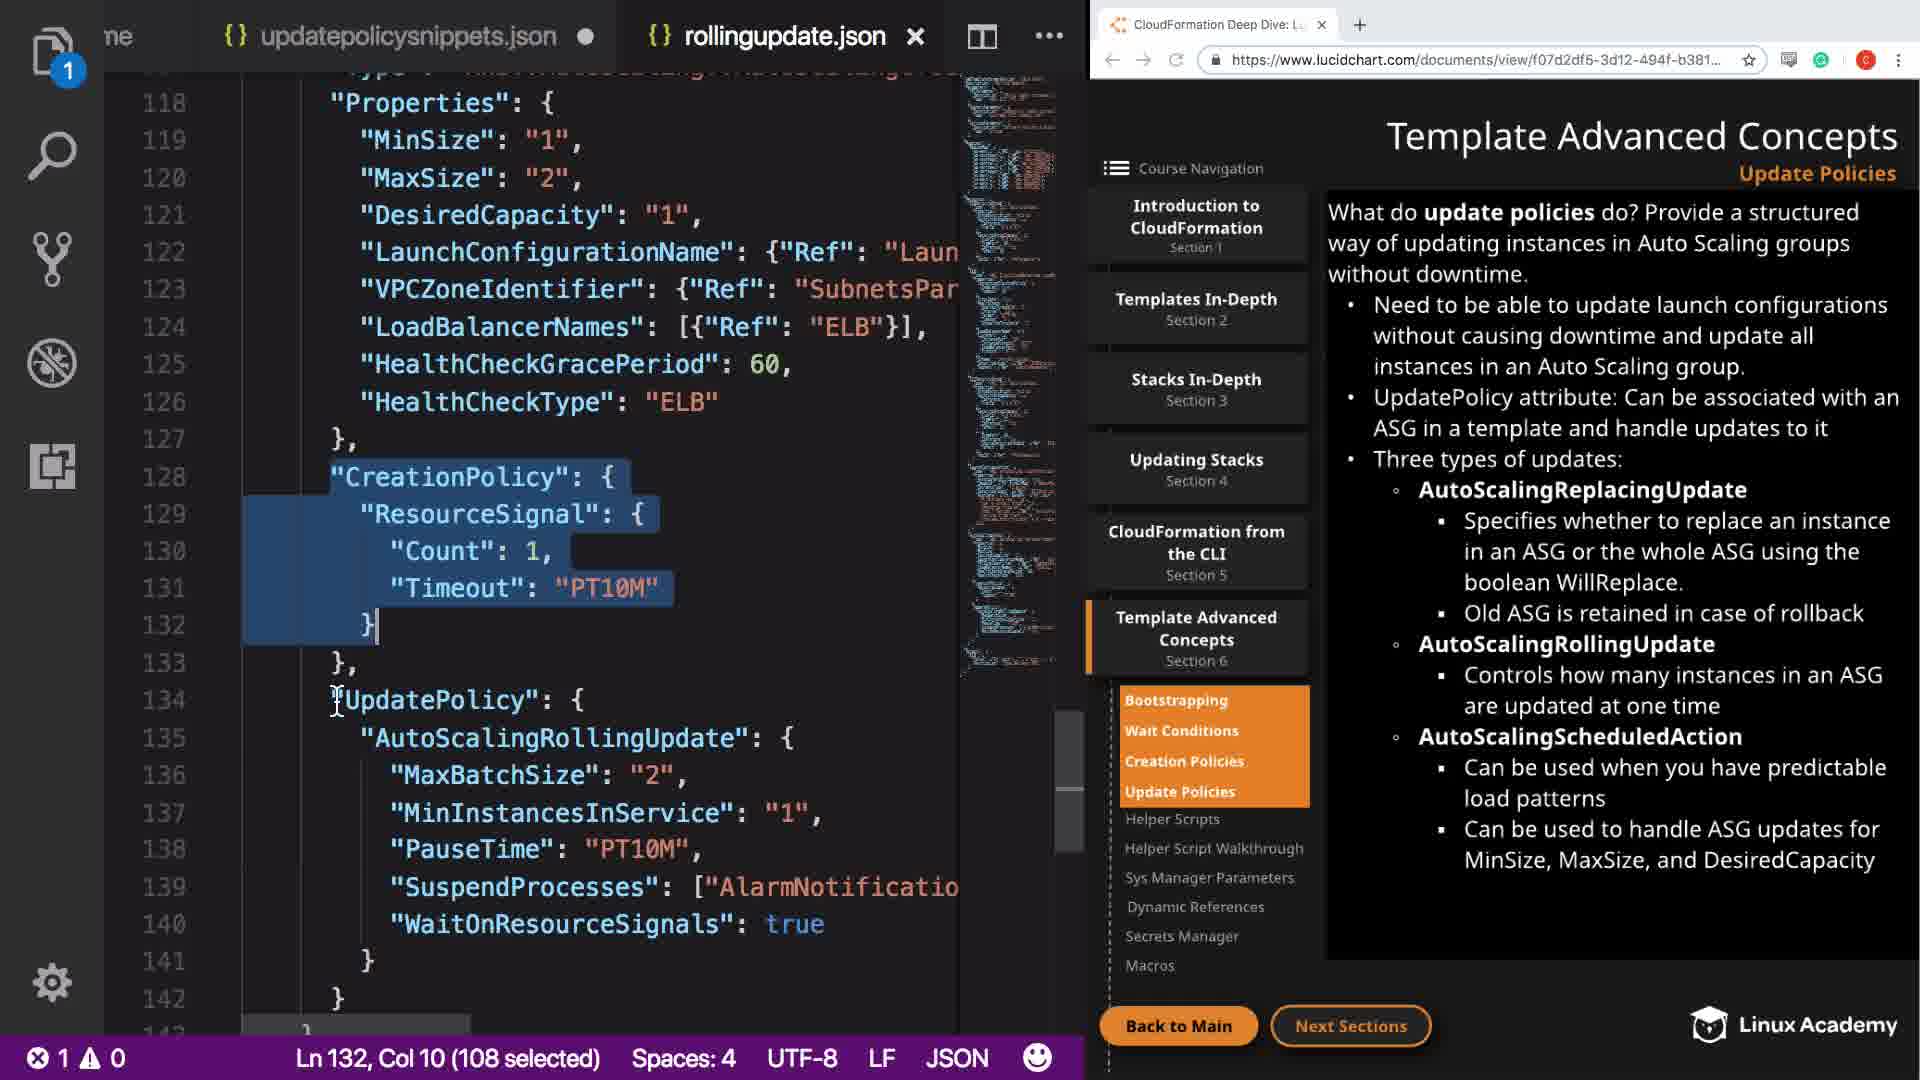 me
{} updatepolicysnippets.json
{} rollingupdate.json
1
118 "Properties": {
119 "MinSize": "1",
120 "MaxSize": "2",
121 "DesiredCapacity": "1",
122 "LaunchConfigurationName": {"Ref": "Laun
123 "VPCZoneIdentifier": {"Ref": "SubnetsPar
124 "LoadBalancerNames": [{"Ref": "ELB"}],
125 "HealthCheckGracePeriod": 60,
126 "HealthCheckType": "ELB"
127 },
128 "CreationPolicy": {
129 "ResourceSignal": {
130 "Count": 1,
131 "Timeout": "PT10M"
132 }
133 },
134 "UpdatePolicy": {
135 "AutoScalingRollingUpdate": {
136 "MaxBatchSize": "2",
137 "MinInstancesInService": "1",
138 "PauseTime": "PT10M",
139 "SuspendProcesses": ["AlarmNotificatio
140 "WaitOnResourceSignals": true
141 }
142 }
1 0 Ln 132, Col 10 (108 selected) Spaces: 4 UTF-8 LF JSON
CloudFormation Deep Dive: Lu
https://www.lucidchart.com/documents/view/f07d2df6-3d12-494f-b381...
C
Template Advanced Concepts
Update Policies
Course Navigation
Introduction to
CloudFormation
Section 1
Templates In-Depth
Section 2
Stacks In-Depth
Section 3
Updating Stacks
Section 4
CloudFormation from
the CLI
Section 5
Template Advanced
Concepts
Section 6
Bootstrapping
Wait Conditions
Creation Policies
Update Policies
Helper Scripts
Helper Script Walkthrough
Sys Manager Parameters
Dynamic References
Secrets Manager
Macros
What do update policies do? Provide a structured
way of updating instances in Auto Scaling groups
without downtime.
• Need to be able to update launch configurations
without causing downtime and update all
instances in an Auto Scaling group.
• UpdatePolicy attribute: Can be associated with an
ASG in a template and handle updates to it
• Three types of updates:
◦ AutoScalingReplacingUpdate
▪ Specifies whether to replace an instance
in an ASG or the whole ASG using the
boolean WillReplace.
▪ Old ASG is retained in case of rollback
◦ AutoScalingRollingUpdate
▪ Controls how many instances in an ASG
are updated at one time
◦ AutoScalingScheduledAction
▪ Can be used when you have predictable
load patterns
▪ Can be used to handle ASG updates for
MinSize, MaxSize, and DesiredCapacity
Back to Main
Next Sections
Linux Academy